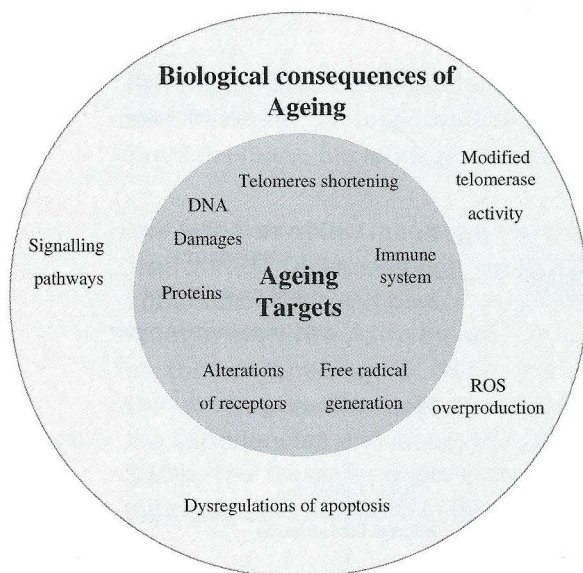 Biological consequences of
Ageing
Modified
telomerase
activity
Telomeres shortening
DNA
Damages
Signalling
pathways
Immune
system
Proteins
Ageing
Targets
Alterations
of receptors
Free radical
generation
ROS
overproduction
Dysregulations of apoptosis